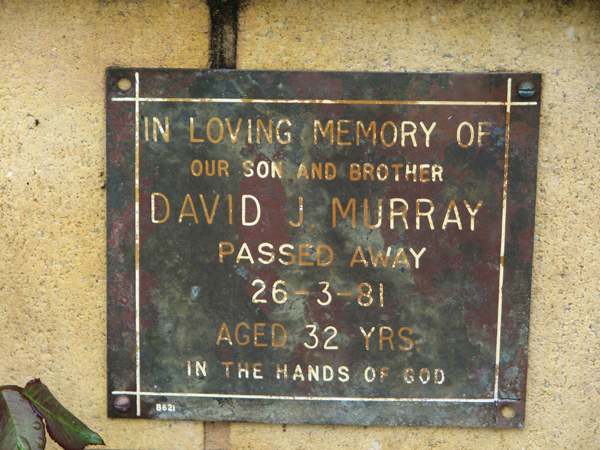 IN LOVING MEMORY OF
OUR SON AND BROTHER
DAVID J MURRAY
PASSED AWAY
26-3-81
AGED 32 YRS
IN THE HANDS OF GOD
B621